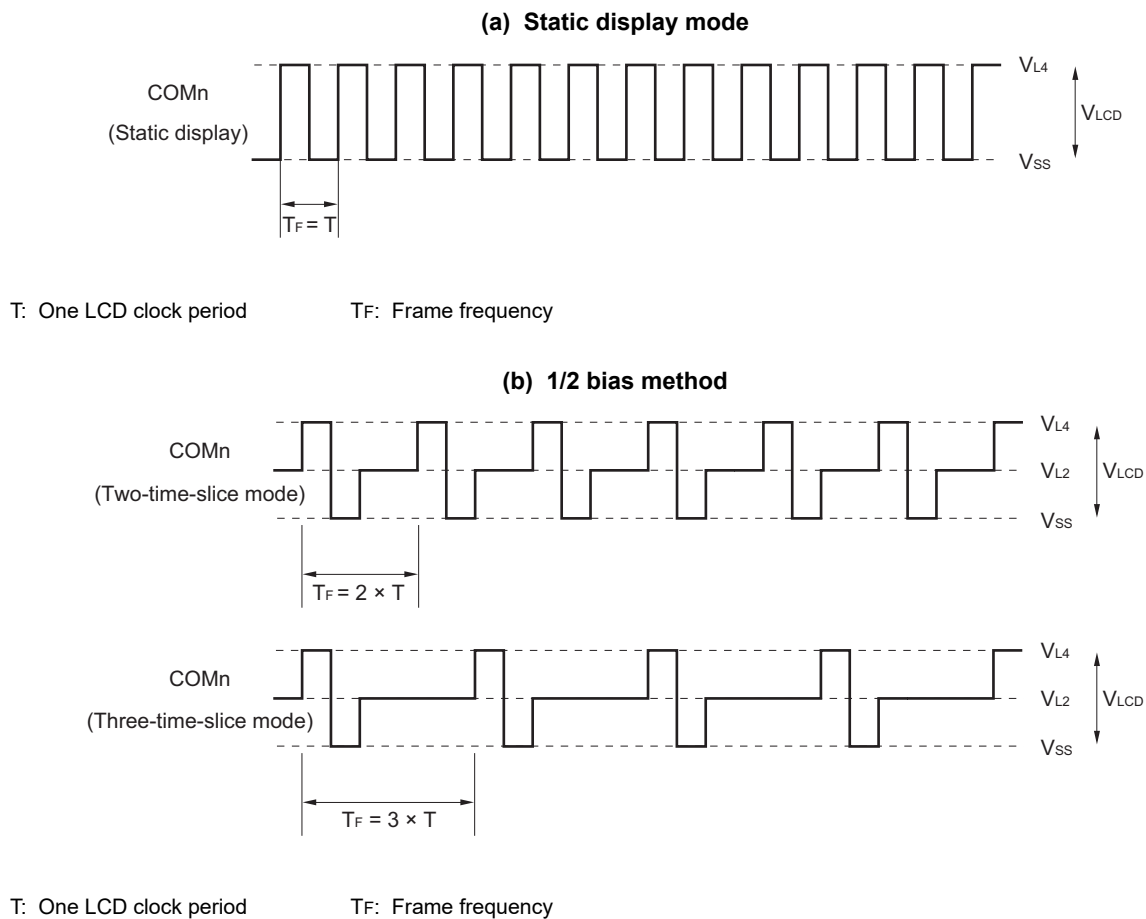 (a) Static display mode
COMn
(Static display)
VL4
VLCD
VSS
TF = T
T: One LCD clock period TF: Frame frequency
(b) 1/2 bias method
COMn
(Two-time-slice mode)
VL4
VL2
VLCD
VSS
TF = 2 × T
COMn
(Three-time-slice mode)
VL4
VL2
VLCD
VSS
TF = 3 × T
T: One LCD clock period TF: Frame frequency